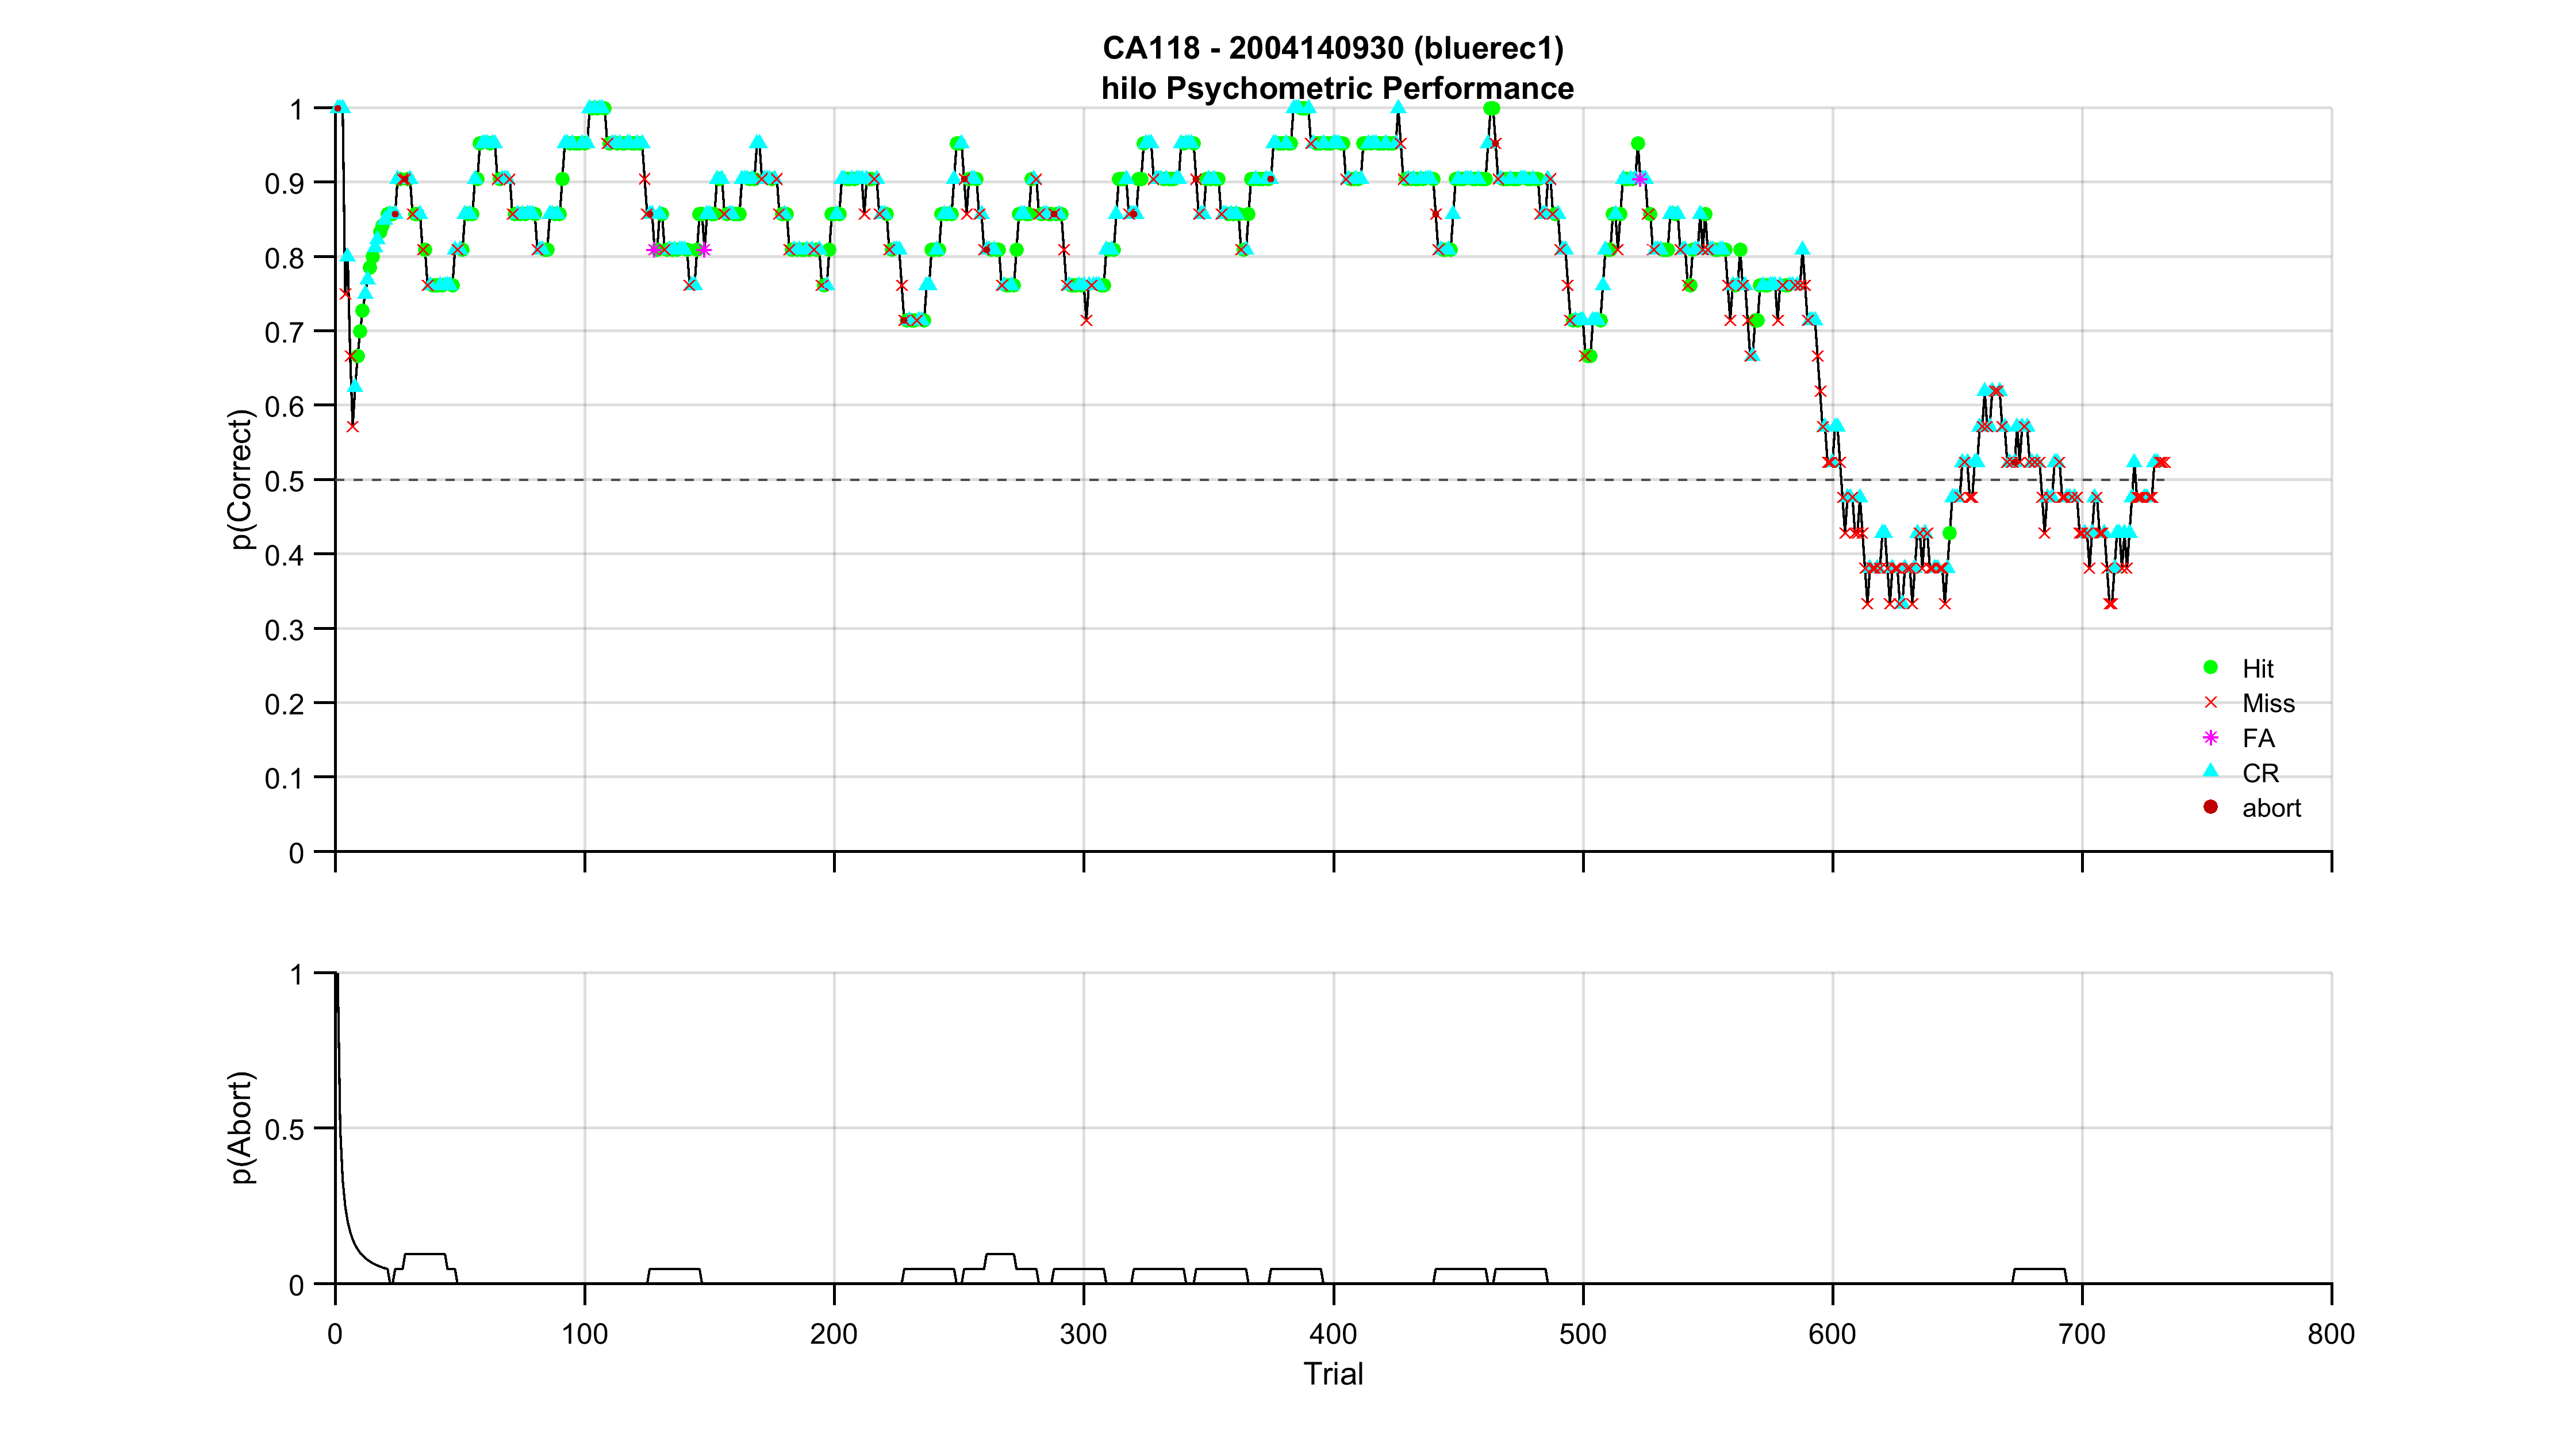 CA118 - 2004140930 (bluerec1)
hilo Psychometric Performance
1
0.9
0.8
0.7
0.6
0.5
0.4
0.3
0.2
0.1
0
p(Correct)
Hit
Miss
FA
CR
abort
1
0.5
0
p(Abort)
0 100 200 300 400 500 600 700 800
Trial